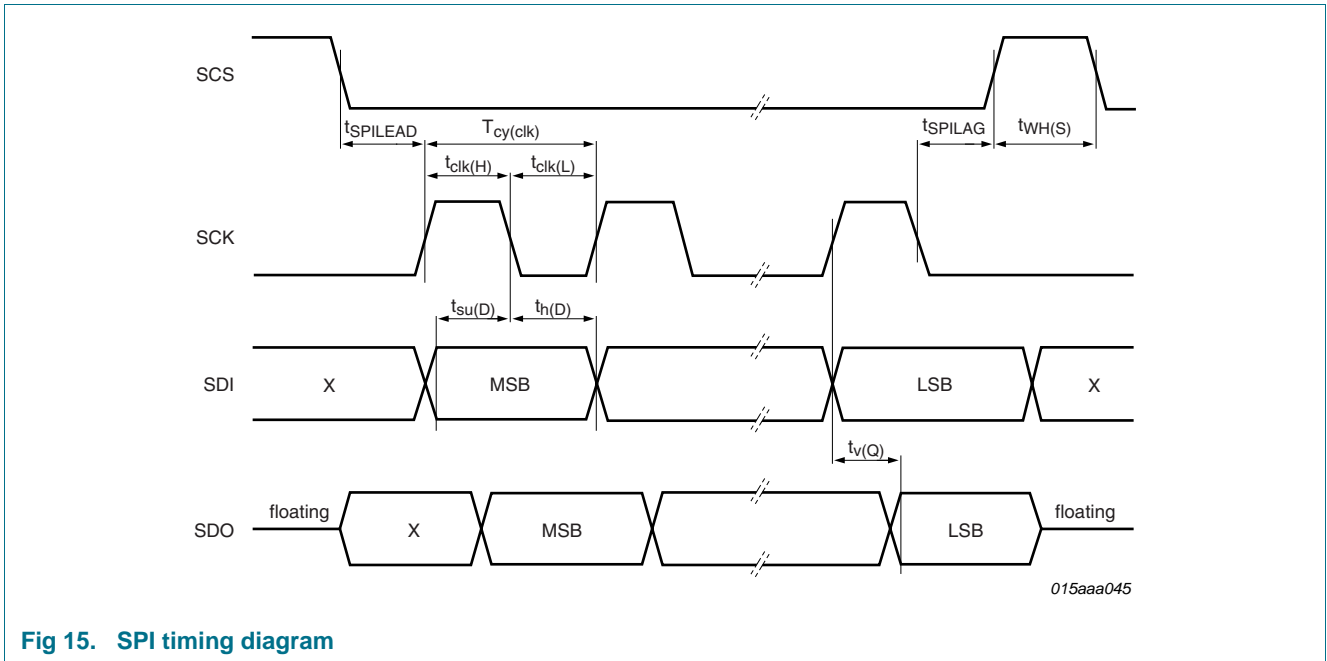 SCS
tSPILEAD
Tcy(clk)
tSPILAG
tWH(S)
tclk(H)
tclk(L)
SCK
tsu(D)
th(D)
SDI
X
MSB
LSB
X
tv(Q)
SDO
floating
X
MSB
LSB
floating
015aaa045
Fig 15. SPI timing diagram